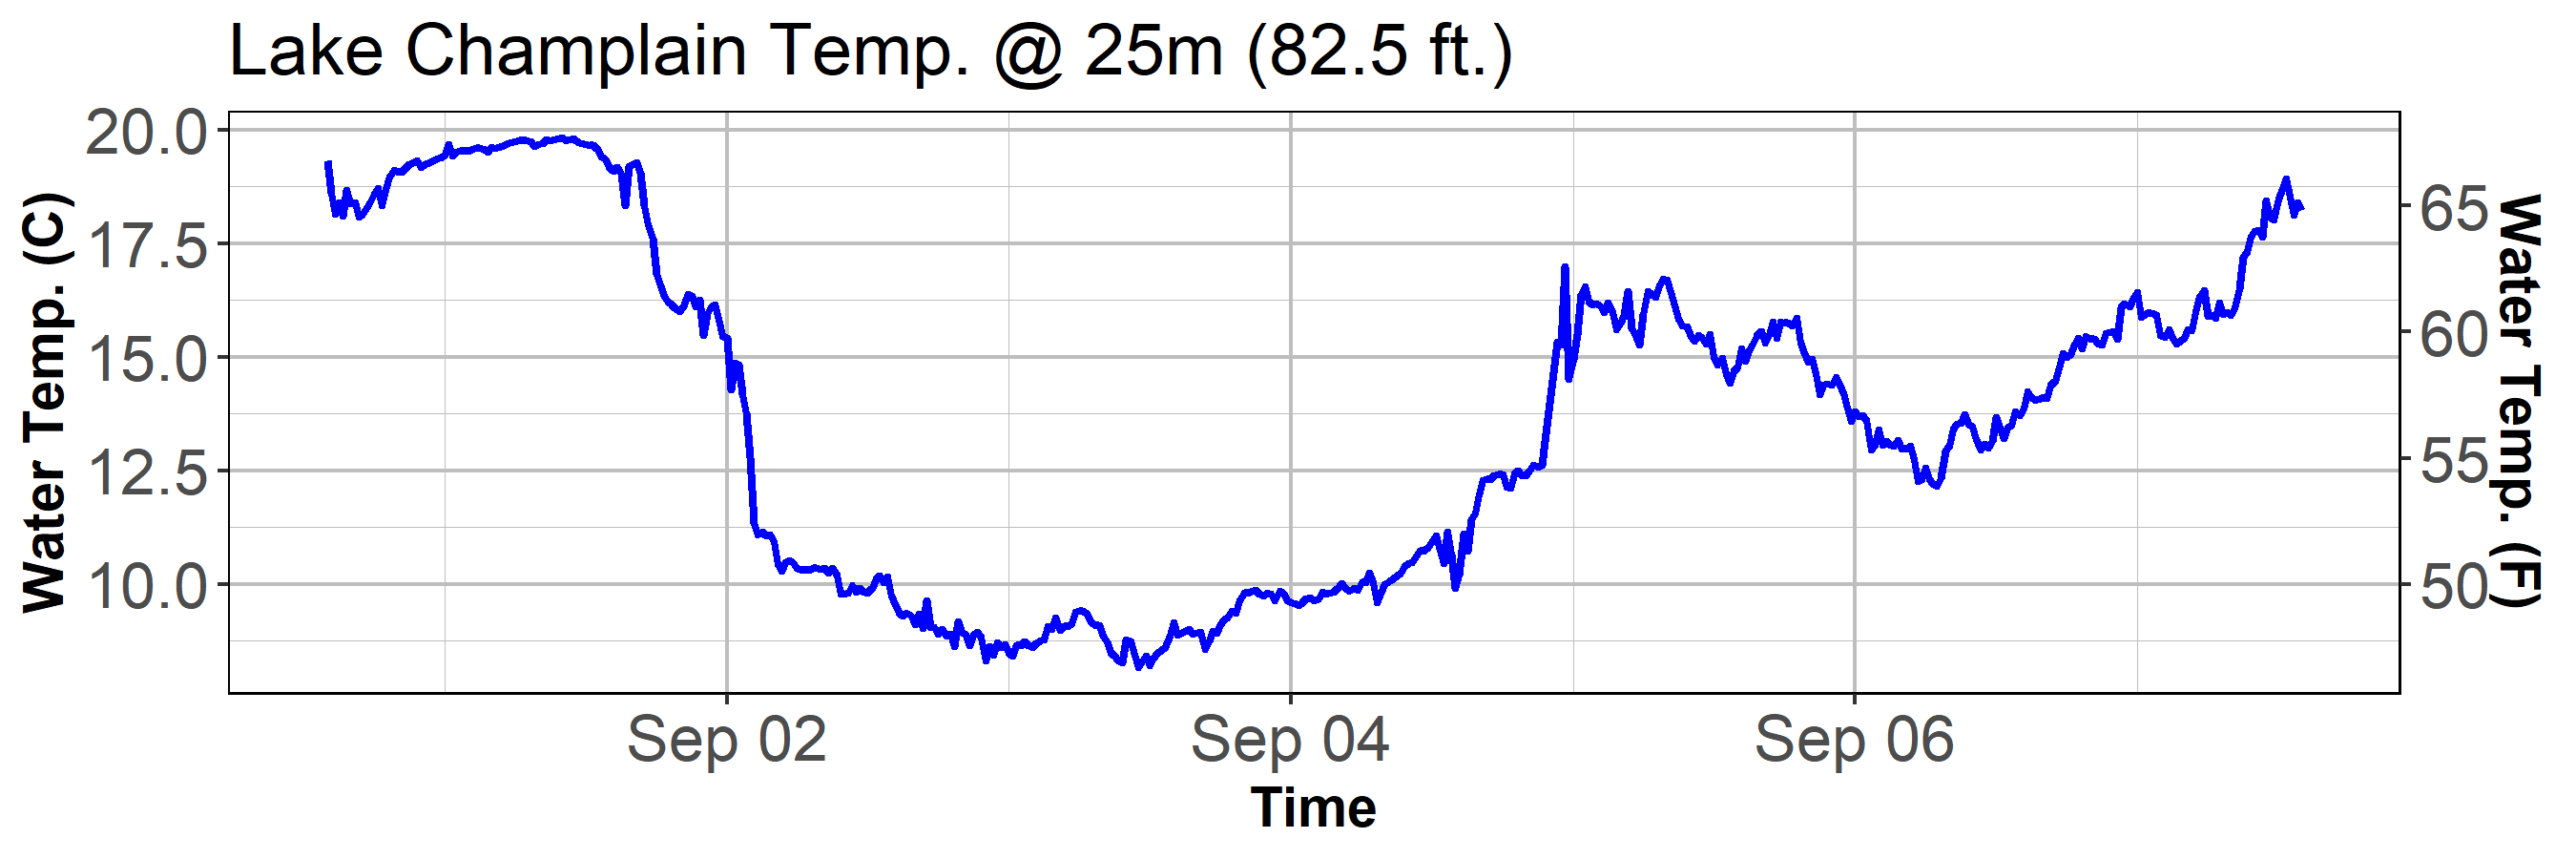 Lake Champlain Temp. @ 25m (82.5 ft.)
Water Temp. (C)
20.0
17.5
15.0
12.5
10.0
65
60
55
50
Water Temp. (F)
Sep 02
Sep 04
Sep 06
Time